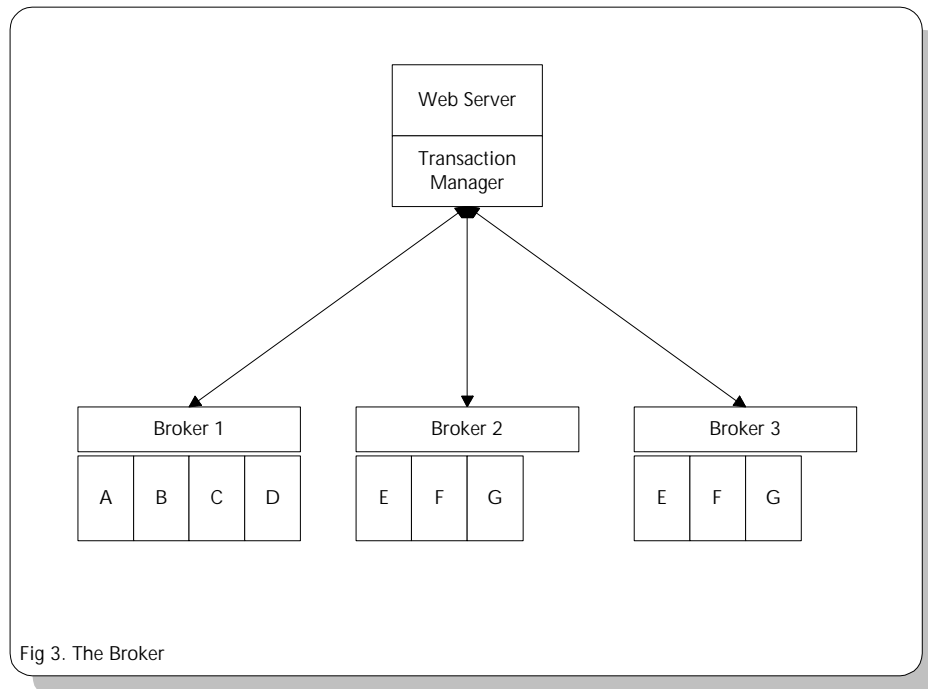 Web Server
Transaction
Manager
Broker 1
Broker 2
Broker 3
A B C D
E F G
E F G
Fig 3. The Broker